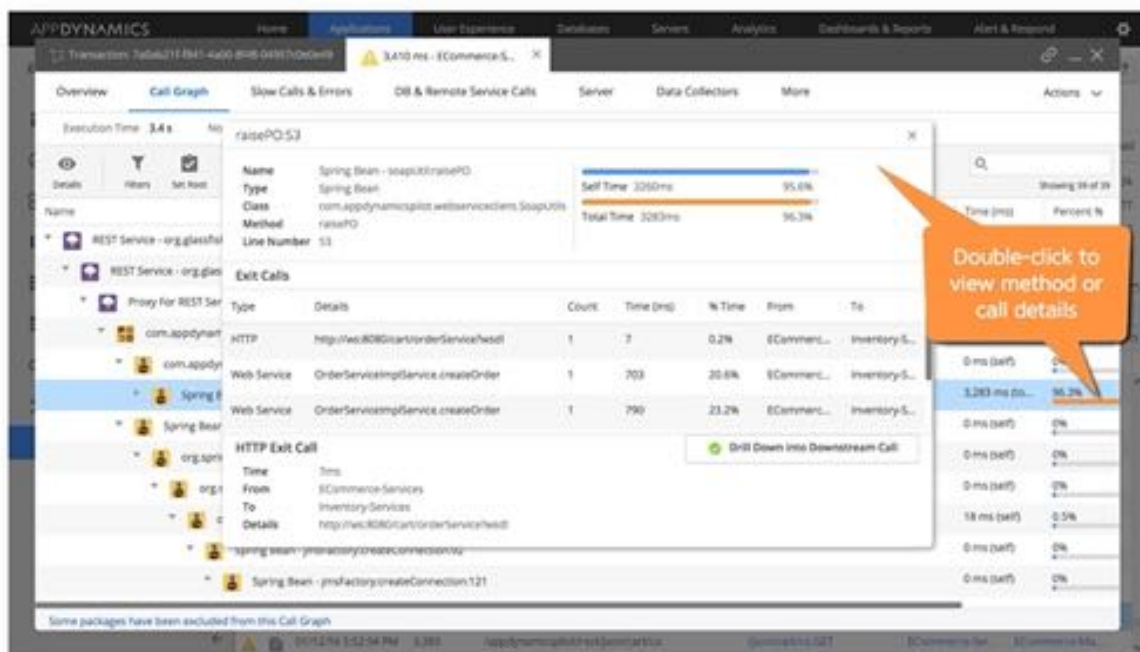 APPDYNAMICS
Home Applications User Experience Databases Servers Analytics Dashboards & Reports Alert & Respond
Transaction:
3,410 ms - ECommerce-S...
Overview Call Graph Slow Calls & Errors DB & Remote Service Calls Server Data Collectors More Actions
Execution Time 3.4 s
raisePO:53
Details Filters Set Root
Name Spring Bean - soapUtil:raisePO
Type Spring Bean
Class com.appdynamicspilot.webserviceclient.SoapUtils
Method raisePO
Line Number 53
Self Time 3260ms 95.6%
Total Time 3283ms 96.3%
Showing 39 of 39
Name
Time (ms) Percent %
Double-click to
view method or
call details
REST Service - org.glassfis
REST Service - org.glas
Proxy For REST Ser
com.appdynam
com.appdy
Spring B
Spring Bear
org.spri
org.
Exit Calls
Type Details Count Time (ms) % Time From To
HTTP http://ws:8080/cart/orderService?wsdl 1 7 0.2% ECommerc... Inventory-S...
Web Service OrderServiceImplService.createOrder 1 703 20.6% ECommerc... Inventory-S...
Web Service OrderServiceImplService.createOrder 1 790 23.2% ECommerc... Inventory-S...
HTTP Exit Call
Drill Down into Downstream Call
Time 7ms
From ECommerce-Services
To Inventory-Services
Details http://ws:8080/cart/orderService?wsdl
0 ms (self) 0%
3,283 ms (to... 96.3%
0 ms (self) 0%
0 ms (self) 0%
0 ms (self) 0%
18 ms (self) 0.5%
0 ms (self) 0%
Spring Bean - jmsFactory:createConnection:92
Spring Bean - jmsFactory:createConnection:121
0 ms (self) 0%
Some packages have been excluded from this Call Graph